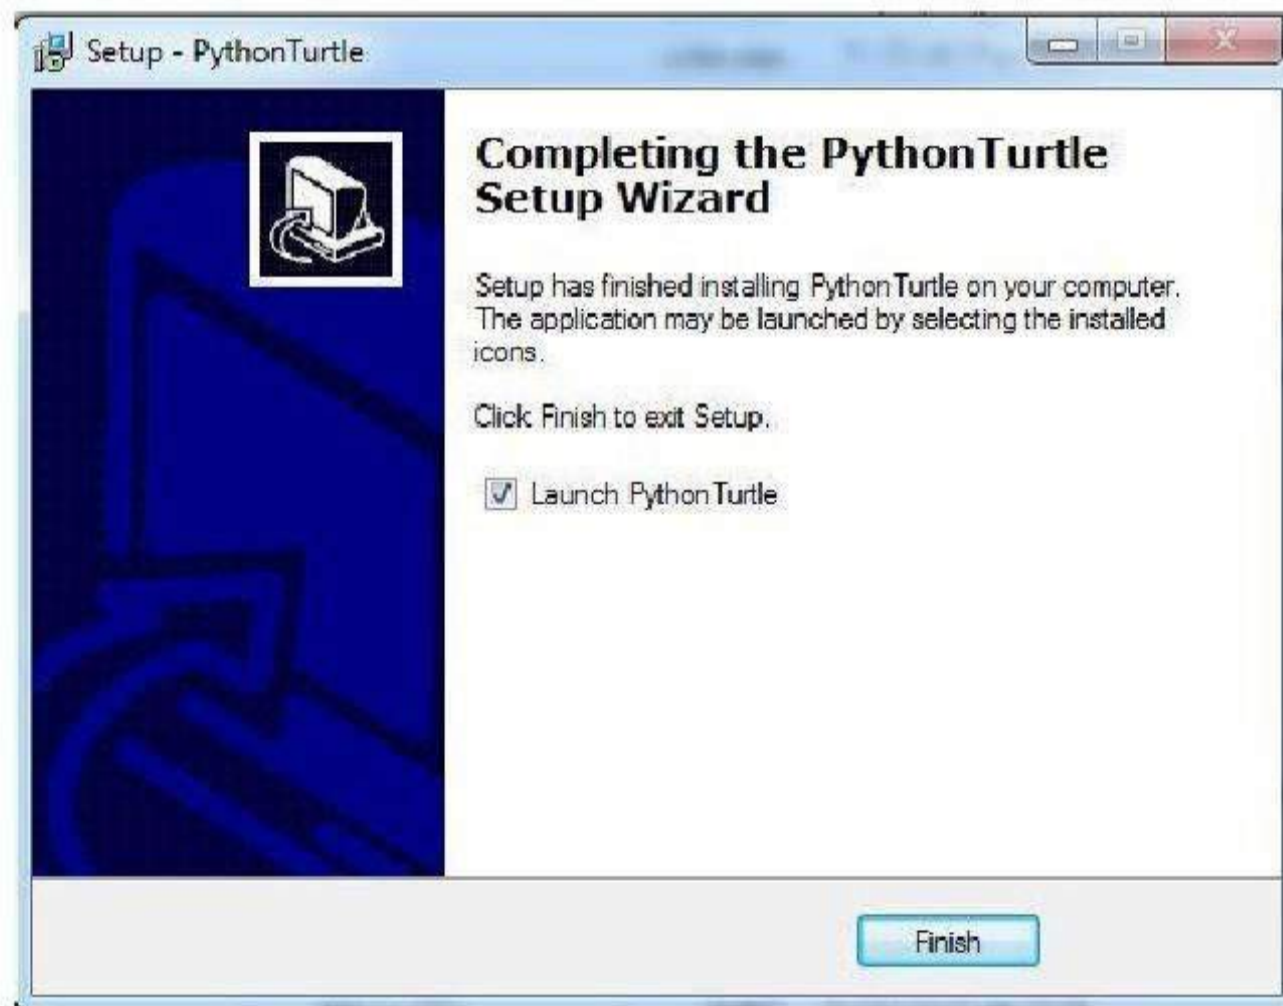 Setup - PythonTurtle
Completing the PythonTurtle
Setup Wizard
Setup has finished installing PythonTurtle on your computer.
The application may be launched by selecting the installed
icons.
Click Finish to exit Setup.
Launch PythonTurtle
Finish